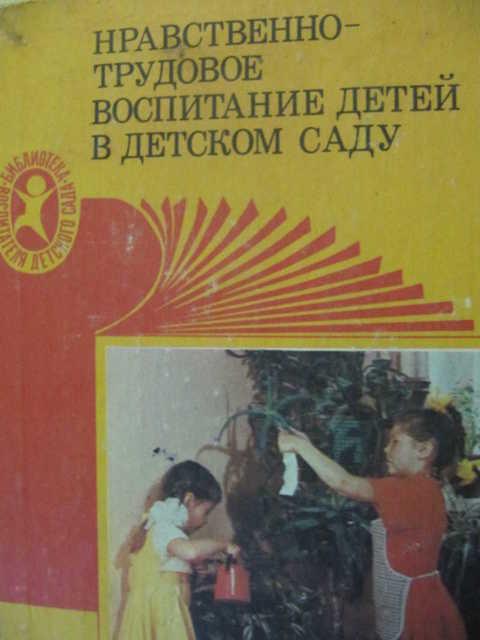 НРАВСТВЕННО-
ТРУДОВОЕ
ВОСПИТАНИЕ ДЕТЕЙ
В ДЕТСКОМ САДУ
БИБЛИОТЕКА
ВОСПИТАТЕЛЯ ДЕТСКОГО САДА